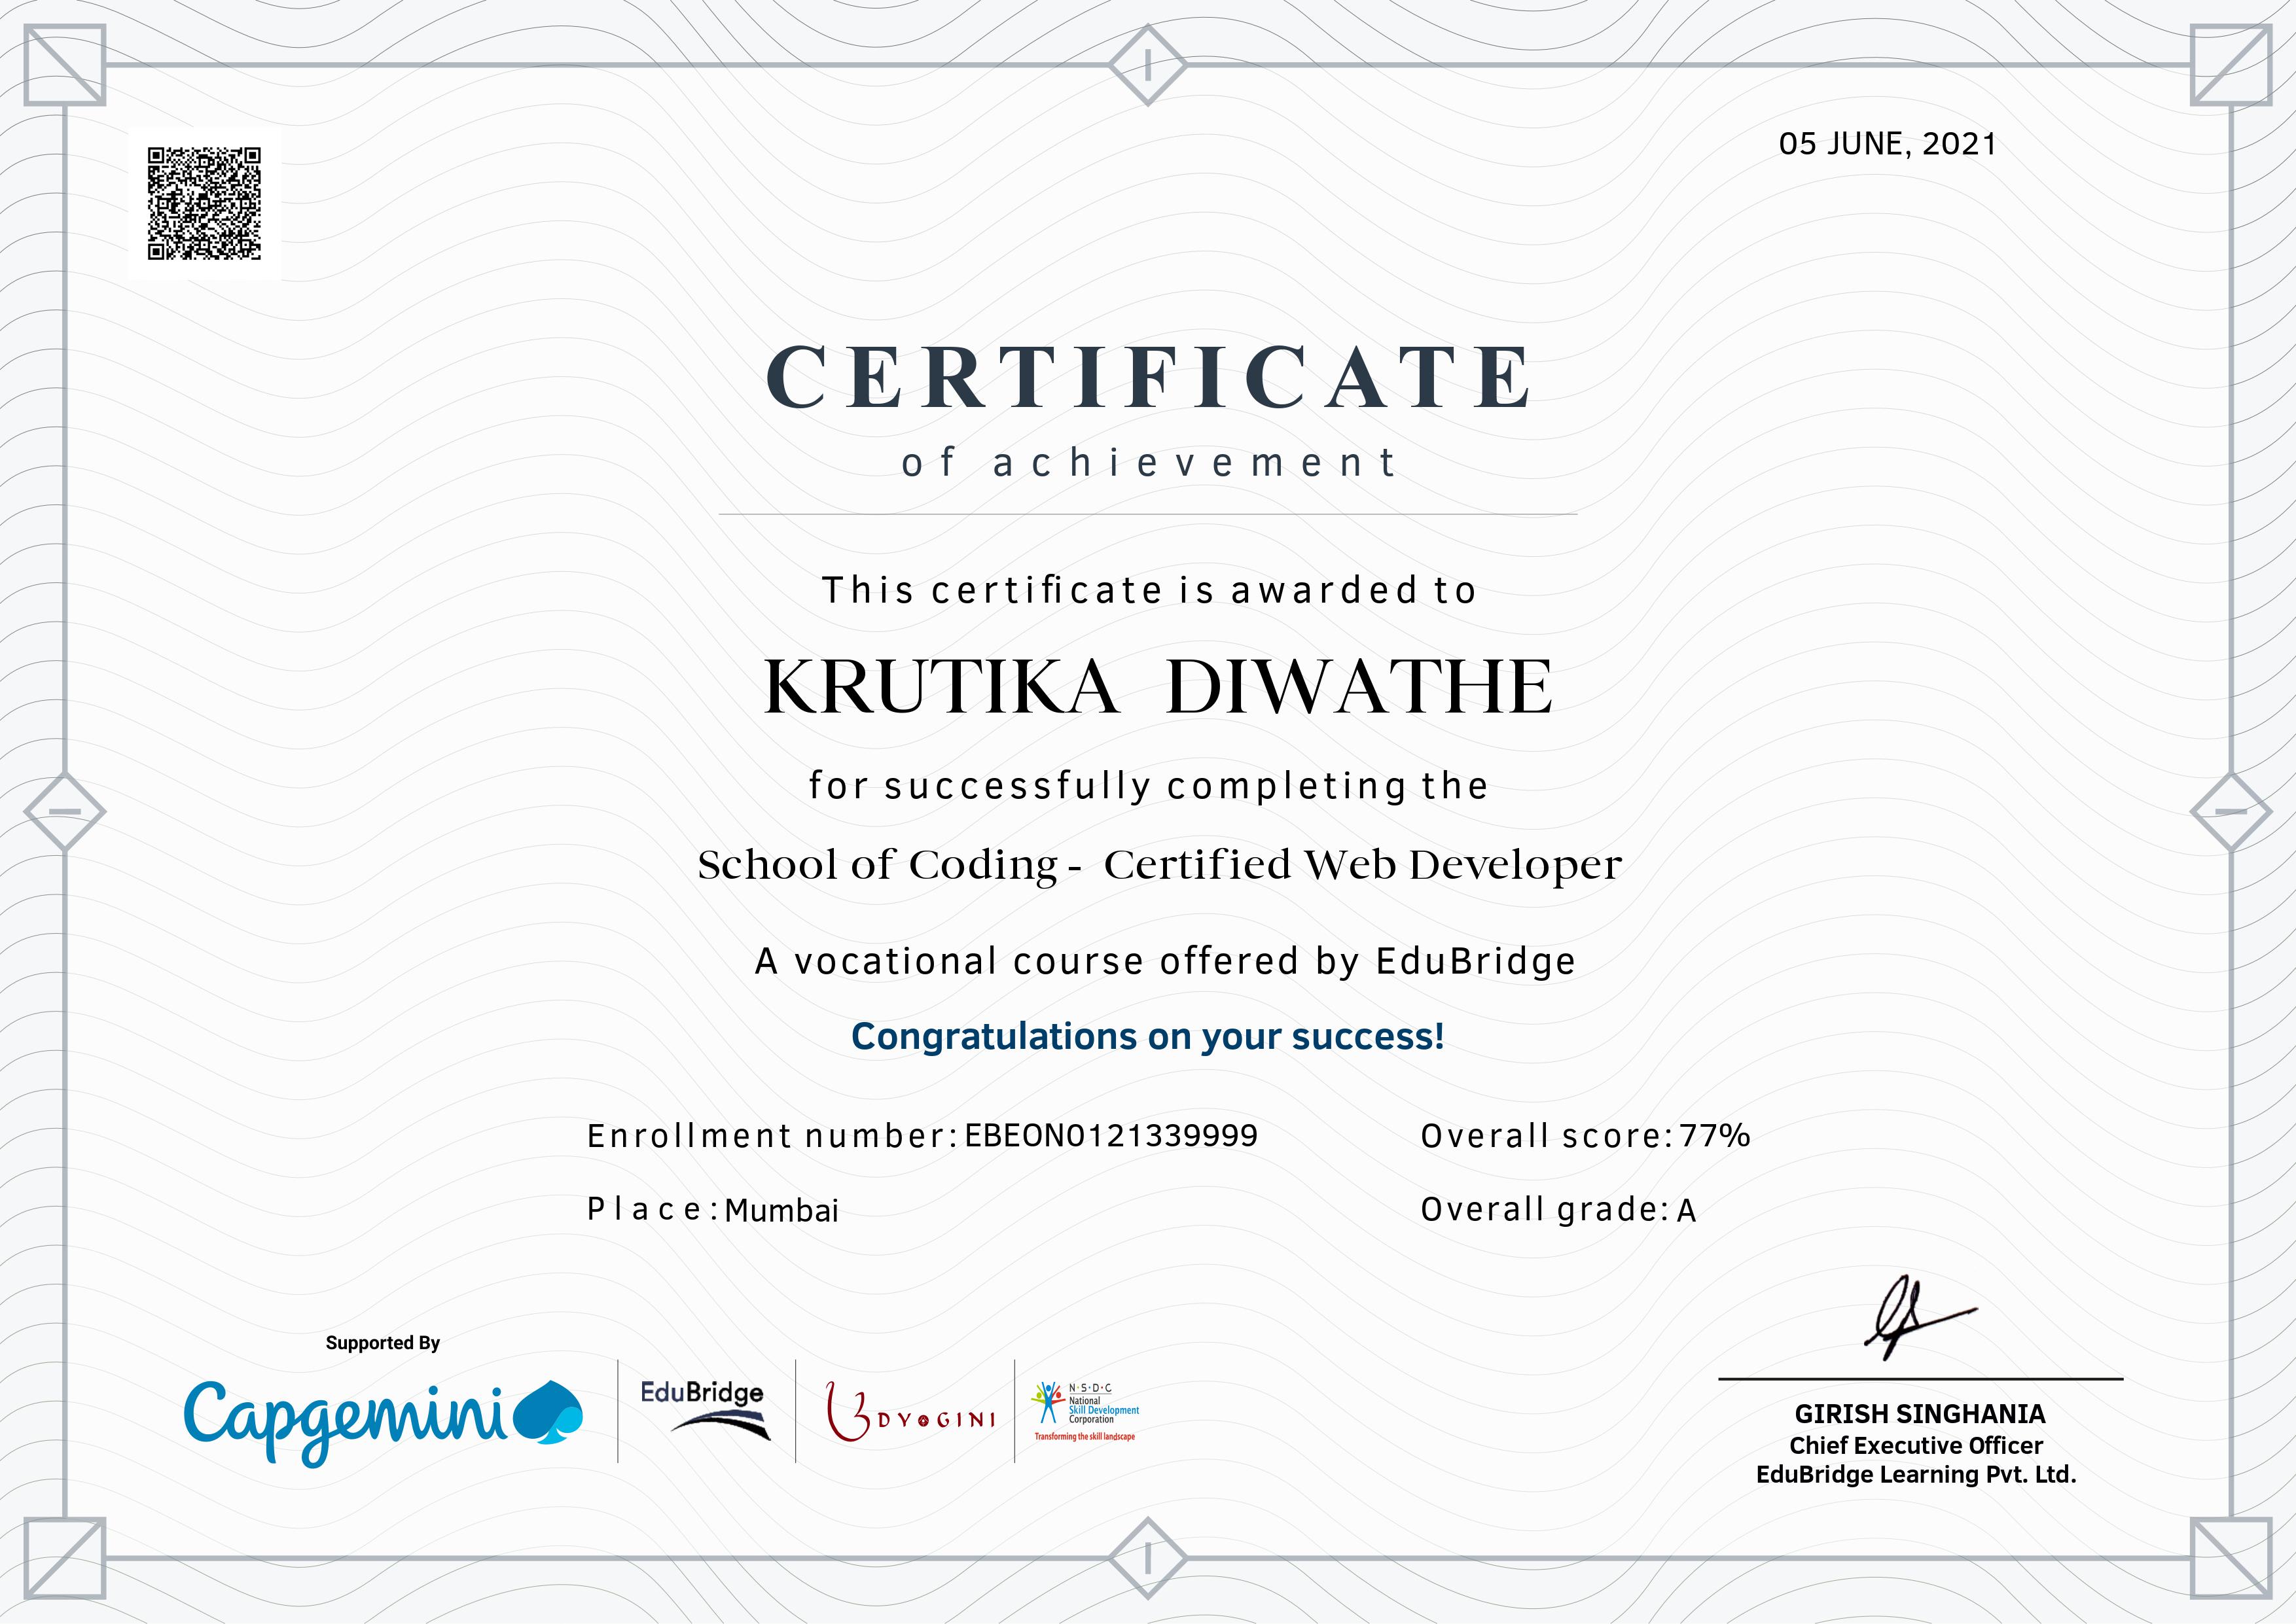 05 JUNE, 2021
CERTIFICATE
of achievement
This certificate is awarded to
KRUTIKA DIWATHE
for successfully completing the
School of Coding - Certified Web Developer
A vocational course offered by EduBridge
Congratulations on your success!
Enrollment number: EBEON0121339999
Overall score: 77%
Place: Mumbai
Overall grade: A
Supported By
Capgemini
EduBridge
UDYOGINI
N·S·D·C
National
Skill Development
Corporation
Transforming the skill landscape
GIRISH SINGHANIA
Chief Executive Officer
EduBridge Learning Pvt. Ltd.